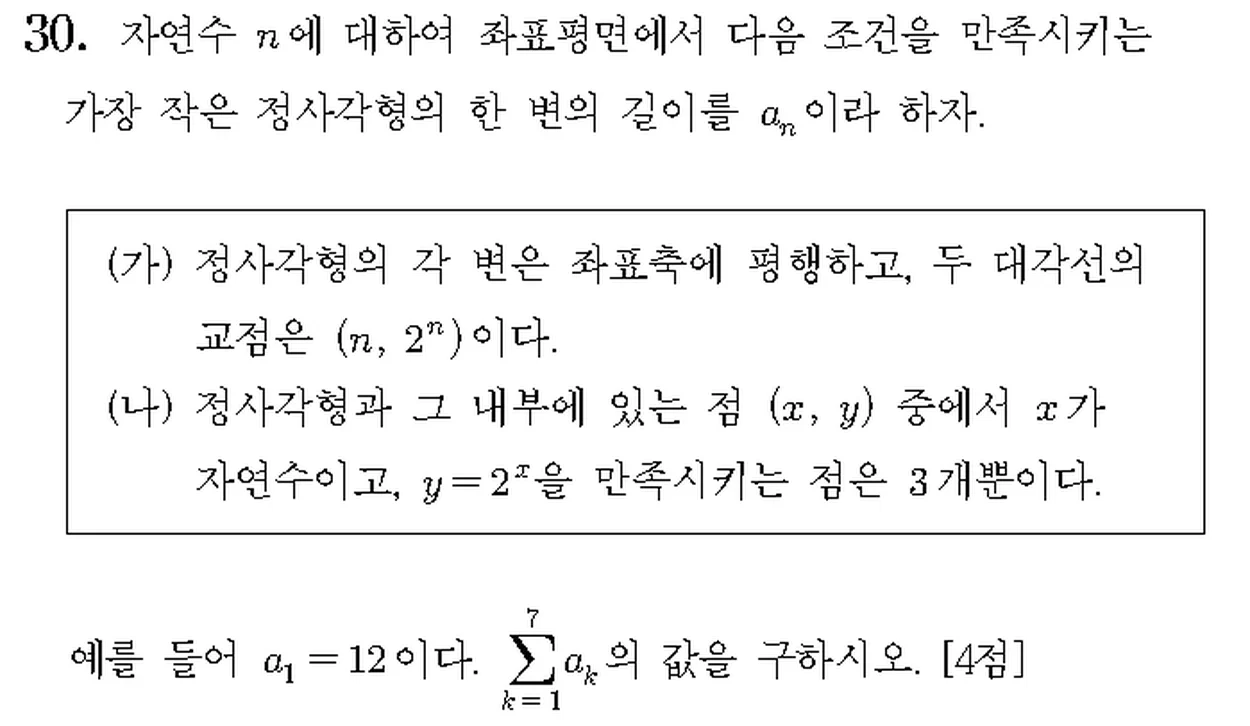 30. 자연수 n에 대하여 좌표평면에서 다음 조건을 만족시키는
가장 작은 정사각형의 한 변의 길이를 aₙ이라 하자.
(가) 정사각형의 각 변은 좌표축에 평행하고, 두 대각선의
교점은 (n, 2ⁿ)이다.
(나) 정사각형과 그 내부에 있는 점 (x, y) 중에서 x가
자연수이고, y=2ˣ을 만족시키는 점은 3개뿐이다.
예를 들어 a₁=12이다. ∑_{k=1}^{7} aₖ의 값을 구하시오. [4점]